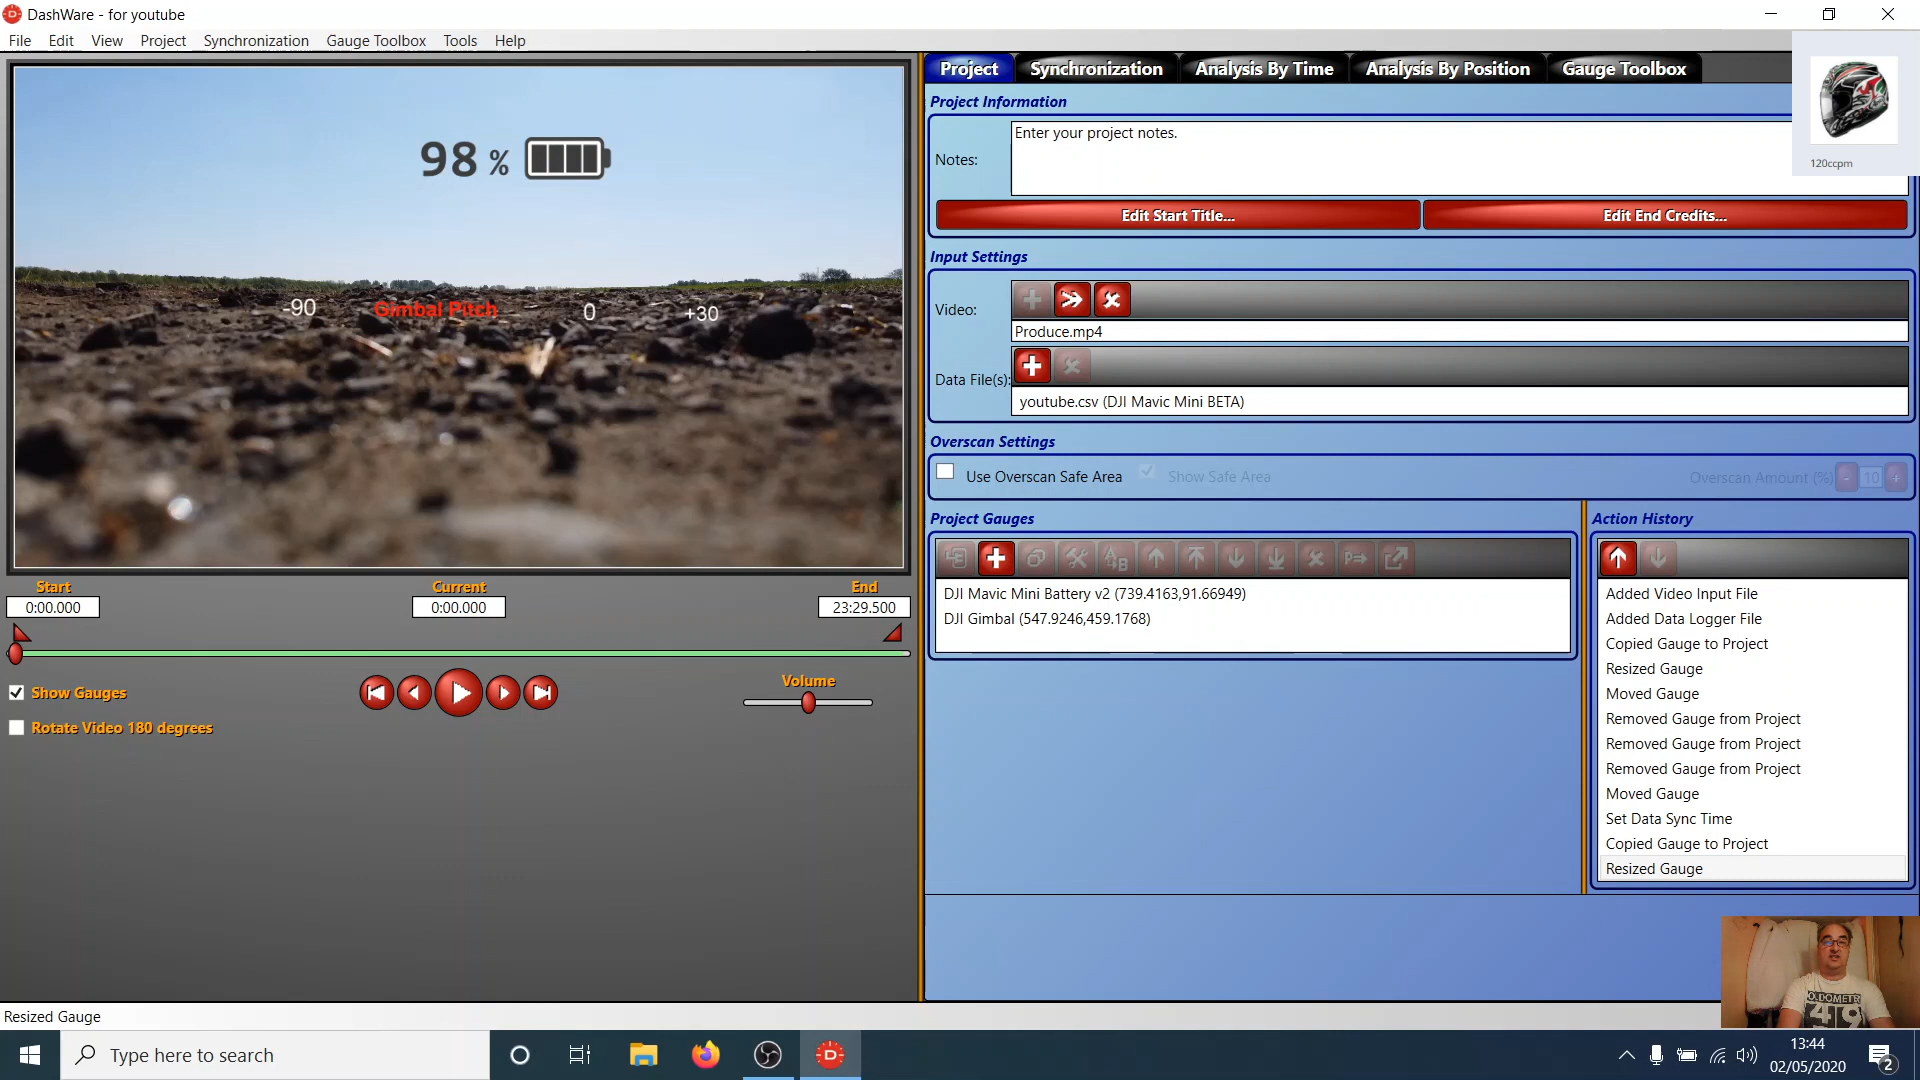 DashWare - for youtube
File Edit View Project Synchronization Gauge Toolbox Tools Help
Project Synchronization Analysis By Time Analysis By Position Gauge Toolbox
120ccpm
98 %
-90 Gimbal Pitch 0 +30
Project Information
Notes: Enter your project notes.
Edit Start Title... Edit End Credits...
Input Settings
Video:
Produce.mp4
Data File(s):
youtube.csv (DJI Mavic Mini BETA)
Overscan Settings
Use Overscan Safe Area Show Safe Area Overscan Amount (%) - 10 +
Project Gauges
DJI Mavic Mini Battery v2 (739.4163,91.66949)
DJI Gimbal (547.9246,459.1768)
Action History
Added Video Input File
Added Data Logger File
Copied Gauge to Project
Resized Gauge
Moved Gauge
Removed Gauge from Project
Removed Gauge from Project
Removed Gauge from Project
Moved Gauge
Set Data Sync Time
Copied Gauge to Project
Resized Gauge
Start Current End
0:00.000 0:00.000 23:29.500
Show Gauges
Volume
Rotate Video 180 degrees
OLDOMETR
49
Resized Gauge
Type here to search
13:44
02/05/2020
2